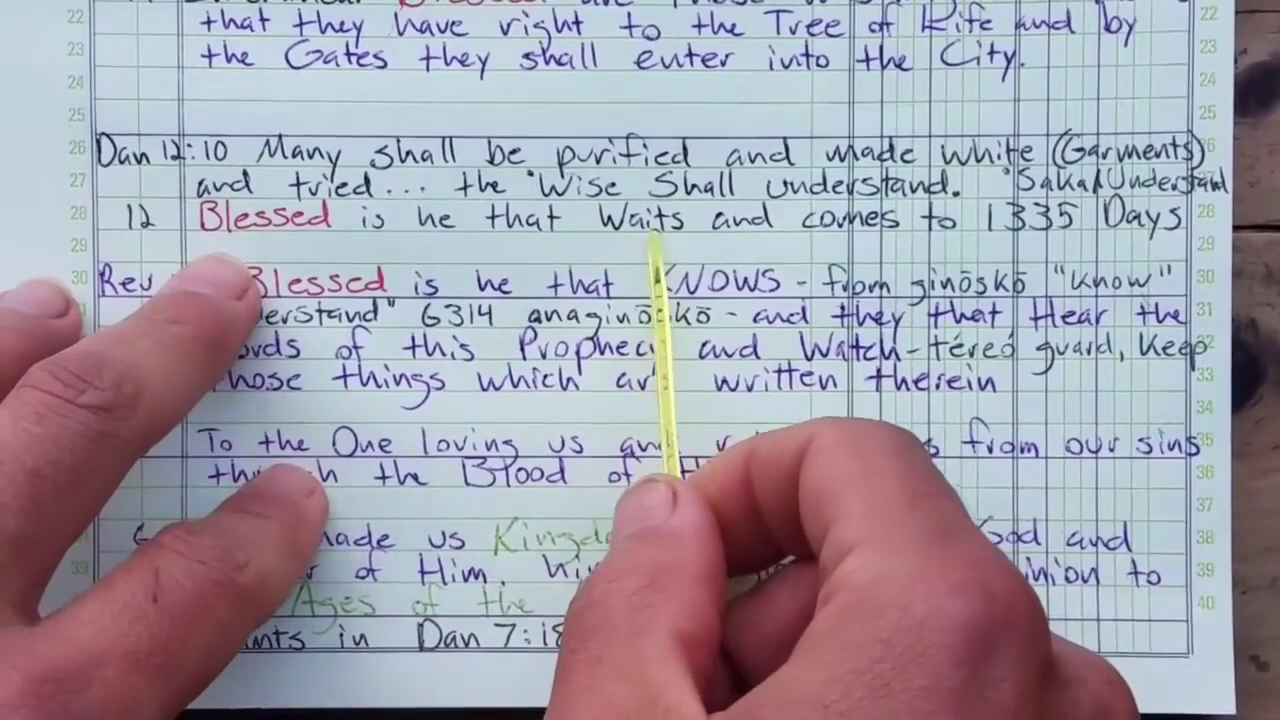 22 that they have right to the Tree of Life and by 22
23 the Gates they shall enter into the City. 23
24 24
25 25
26 Dan 12:10 Many shall be purified and made white (Garments) 26
27 and tried... the *Wise Shall Understand. *Sakal Understand
28 12 Blessed is he that Waits and comes to 1335 Days 28
29 29
30 Rev Blessed is he that KNOWS - from ginōskō "know" 30
31 erstand" 6314 anaginōskō - and they that Hear the 31
32 ords of this Prophecy and Watch-téreó guard, Keep 32
33 those things which are written therein 33
34 34
To the One loving us and from our sins 35
the Blood of 36
37
made us God and 38
39 of Him. to 39
Ages of the 40
in Dan 7:18